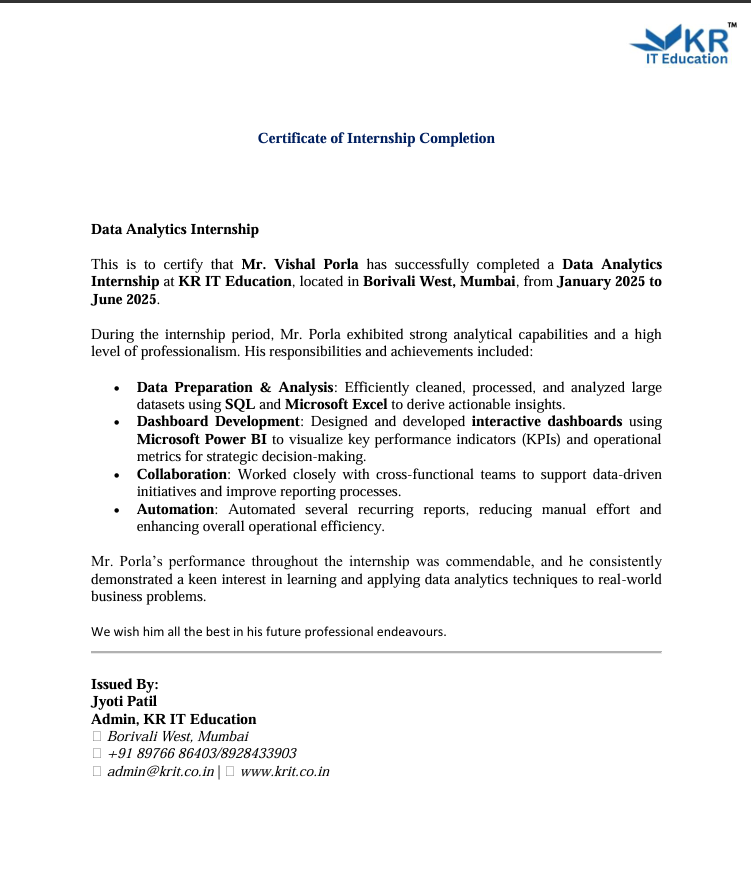 KR
TM
IT Education
Certificate of Internship Completion
Data Analytics Internship
This is to certify that Mr. Vishal Porla has successfully completed a Data Analytics
Internship at KR IT Education, located in Borivali West, Mumbai, from January 2025 to
June 2025.
During the internship period, Mr. Porla exhibited strong analytical capabilities and a high
level of professionalism. His responsibilities and achievements included:
• Data Preparation & Analysis: Efficiently cleaned, processed, and analyzed large
datasets using SQL and Microsoft Excel to derive actionable insights.
• Dashboard Development: Designed and developed interactive dashboards using
Microsoft Power BI to visualize key performance indicators (KPIs) and operational
metrics for strategic decision-making.
• Collaboration: Worked closely with cross-functional teams to support data-driven
initiatives and improve reporting processes.
• Automation: Automated several recurring reports, reducing manual effort and
enhancing overall operational efficiency.
Mr. Porla’s performance throughout the internship was commendable, and he consistently
demonstrated a keen interest in learning and applying data analytics techniques to real-world
business problems.
We wish him all the best in his future professional endeavours.
Issued By:
Jyoti Patil
Admin, KR IT Education
Borivali West, Mumbai
+91 89766 86403/8928433903
admin@krit.co.in | www.krit.co.in